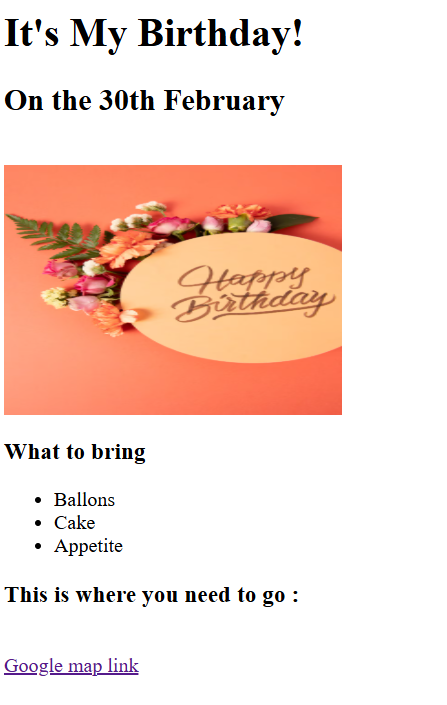 It's My Birthday!
On the 30th February
Happy
Birthday
What to bring
Ballons
Cake
Appetite
This is where you need to go :
Google map link